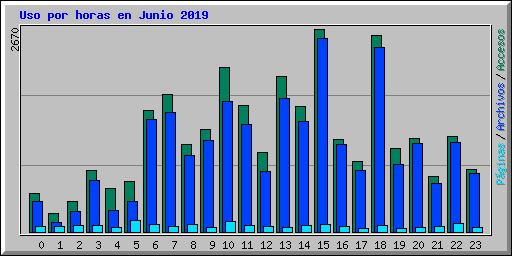 Uso por horas en Junio 2019
2670
Páginas / Archivos / Accesos
0 1 2 3 4 5 6 7 8 9 10 11 12 13 14 15 16 17 18 19 20 21 22 23